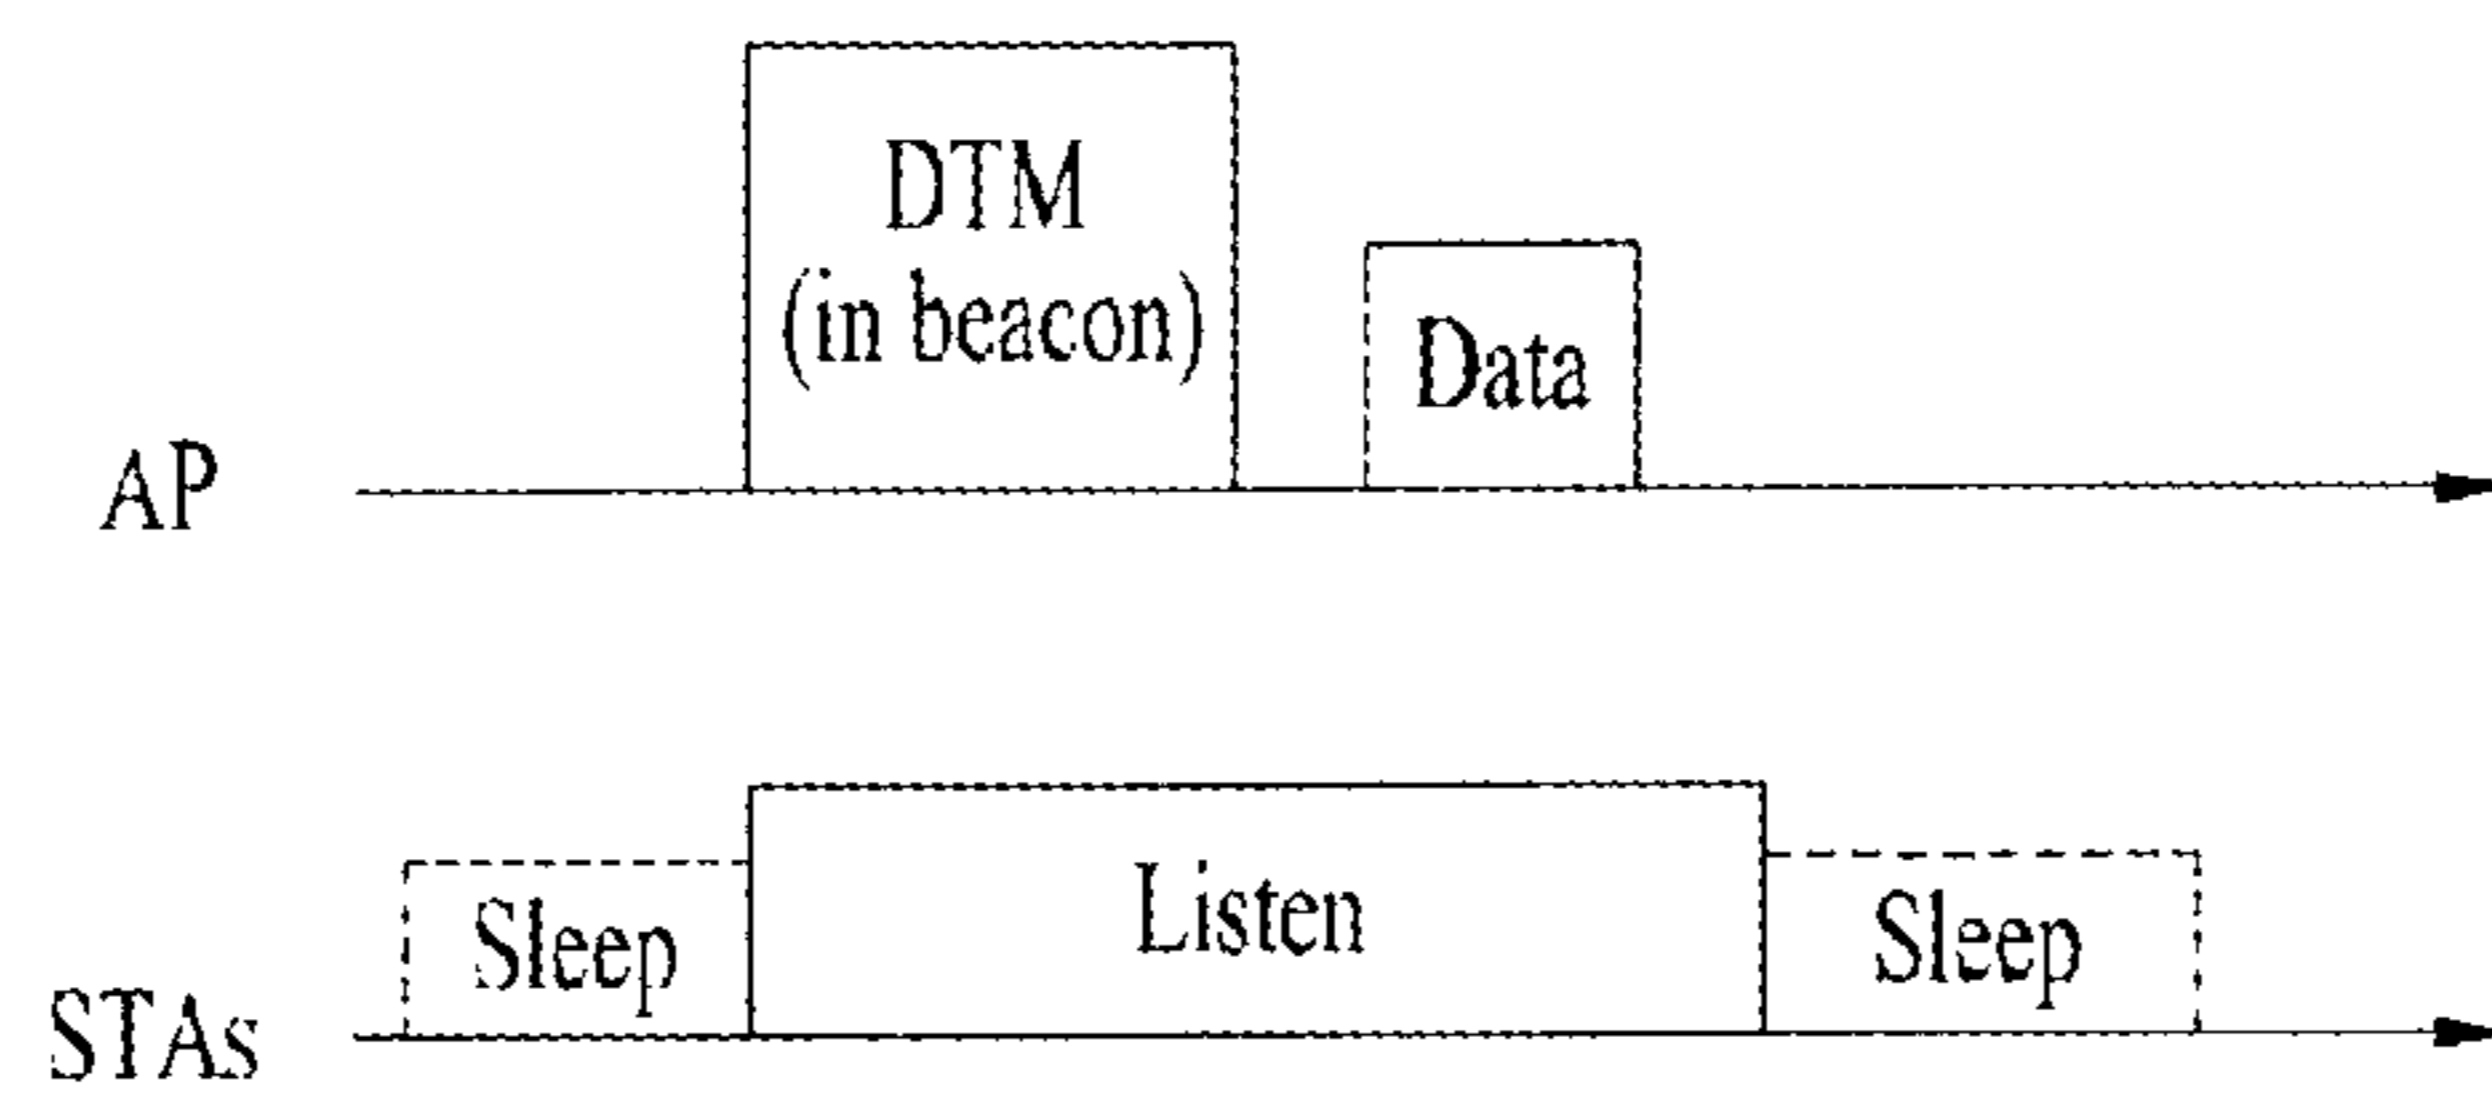 DTM
(in beacon)
Data
AP
Sleep
Listen
Sleep
STAs